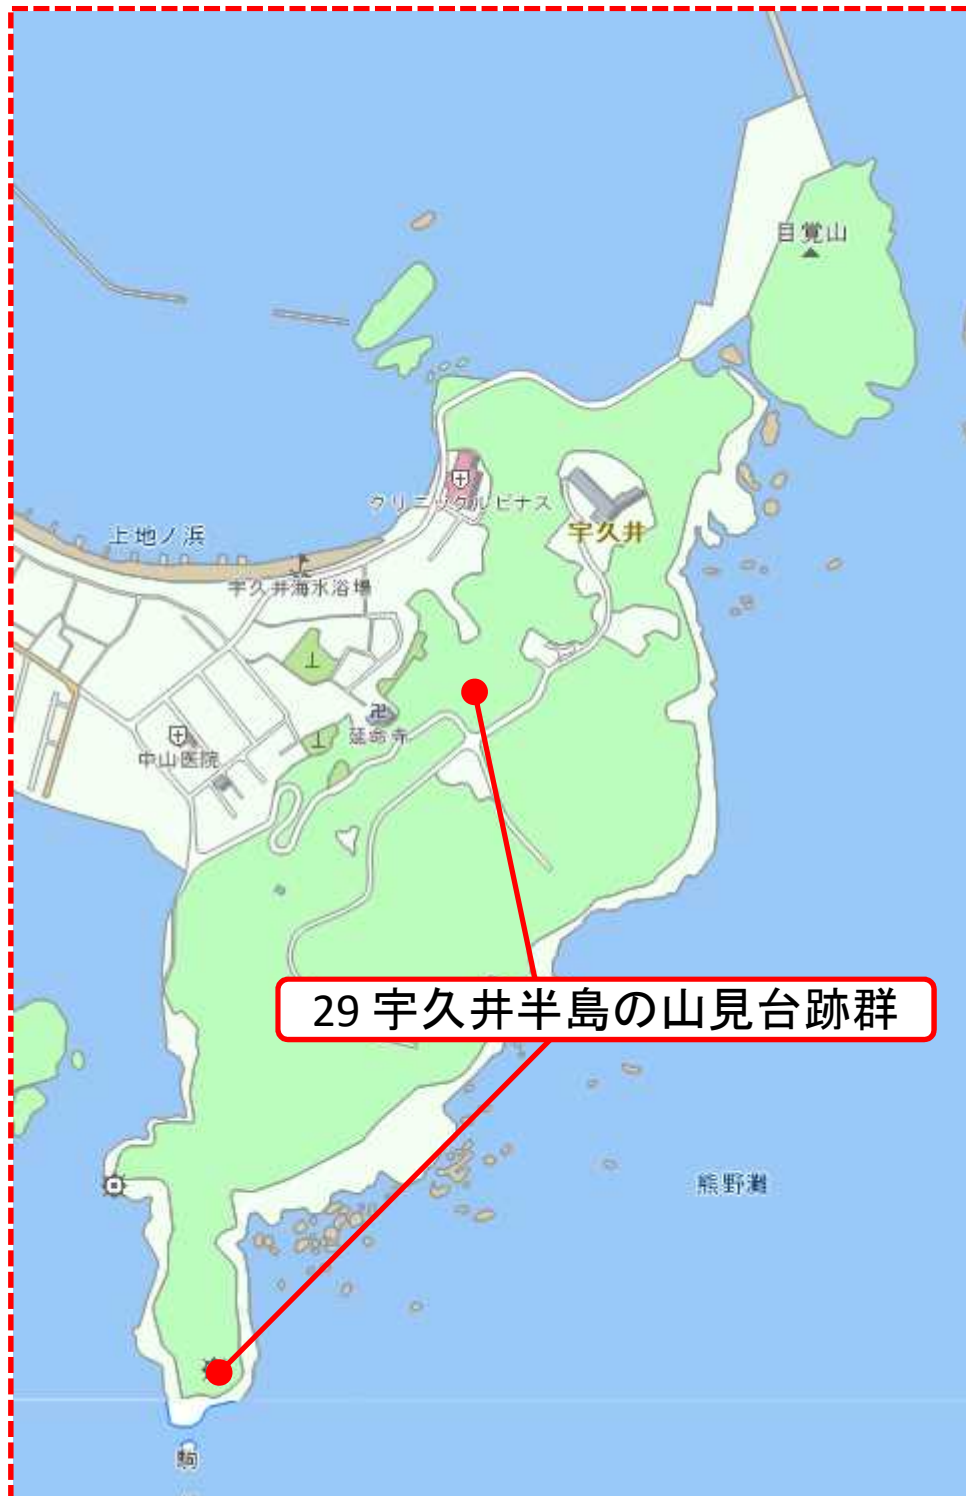 目覚山
クリニックルピナス
宇久井
上地ノ浜
宇久井海水浴場
延命寺
中山医院
29 宇久井半島の山見台跡群
熊野灘
駒